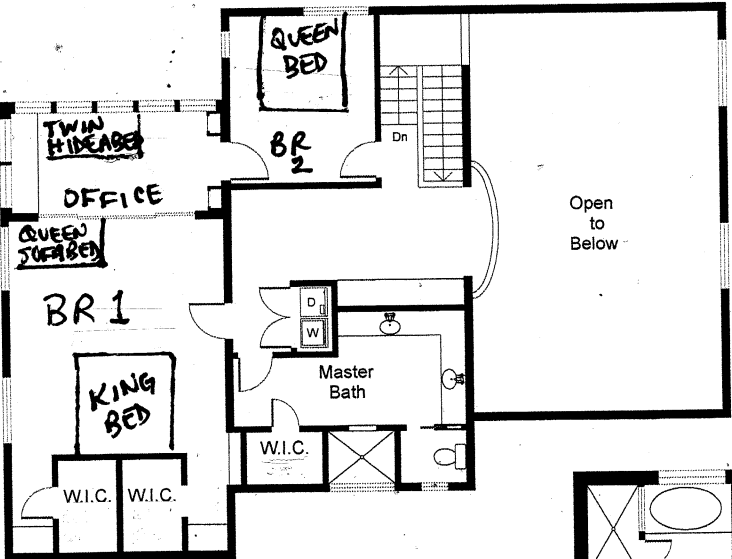 QUEEN
BED
TWIN
HIDEABED
BR
2
Dn
OFFICE
Open
to
Below
QUEEN
SOFABED
BR 1
D
W
Master
Bath
KING
BED
W.I.C.
W.I.C.
W.I.C.